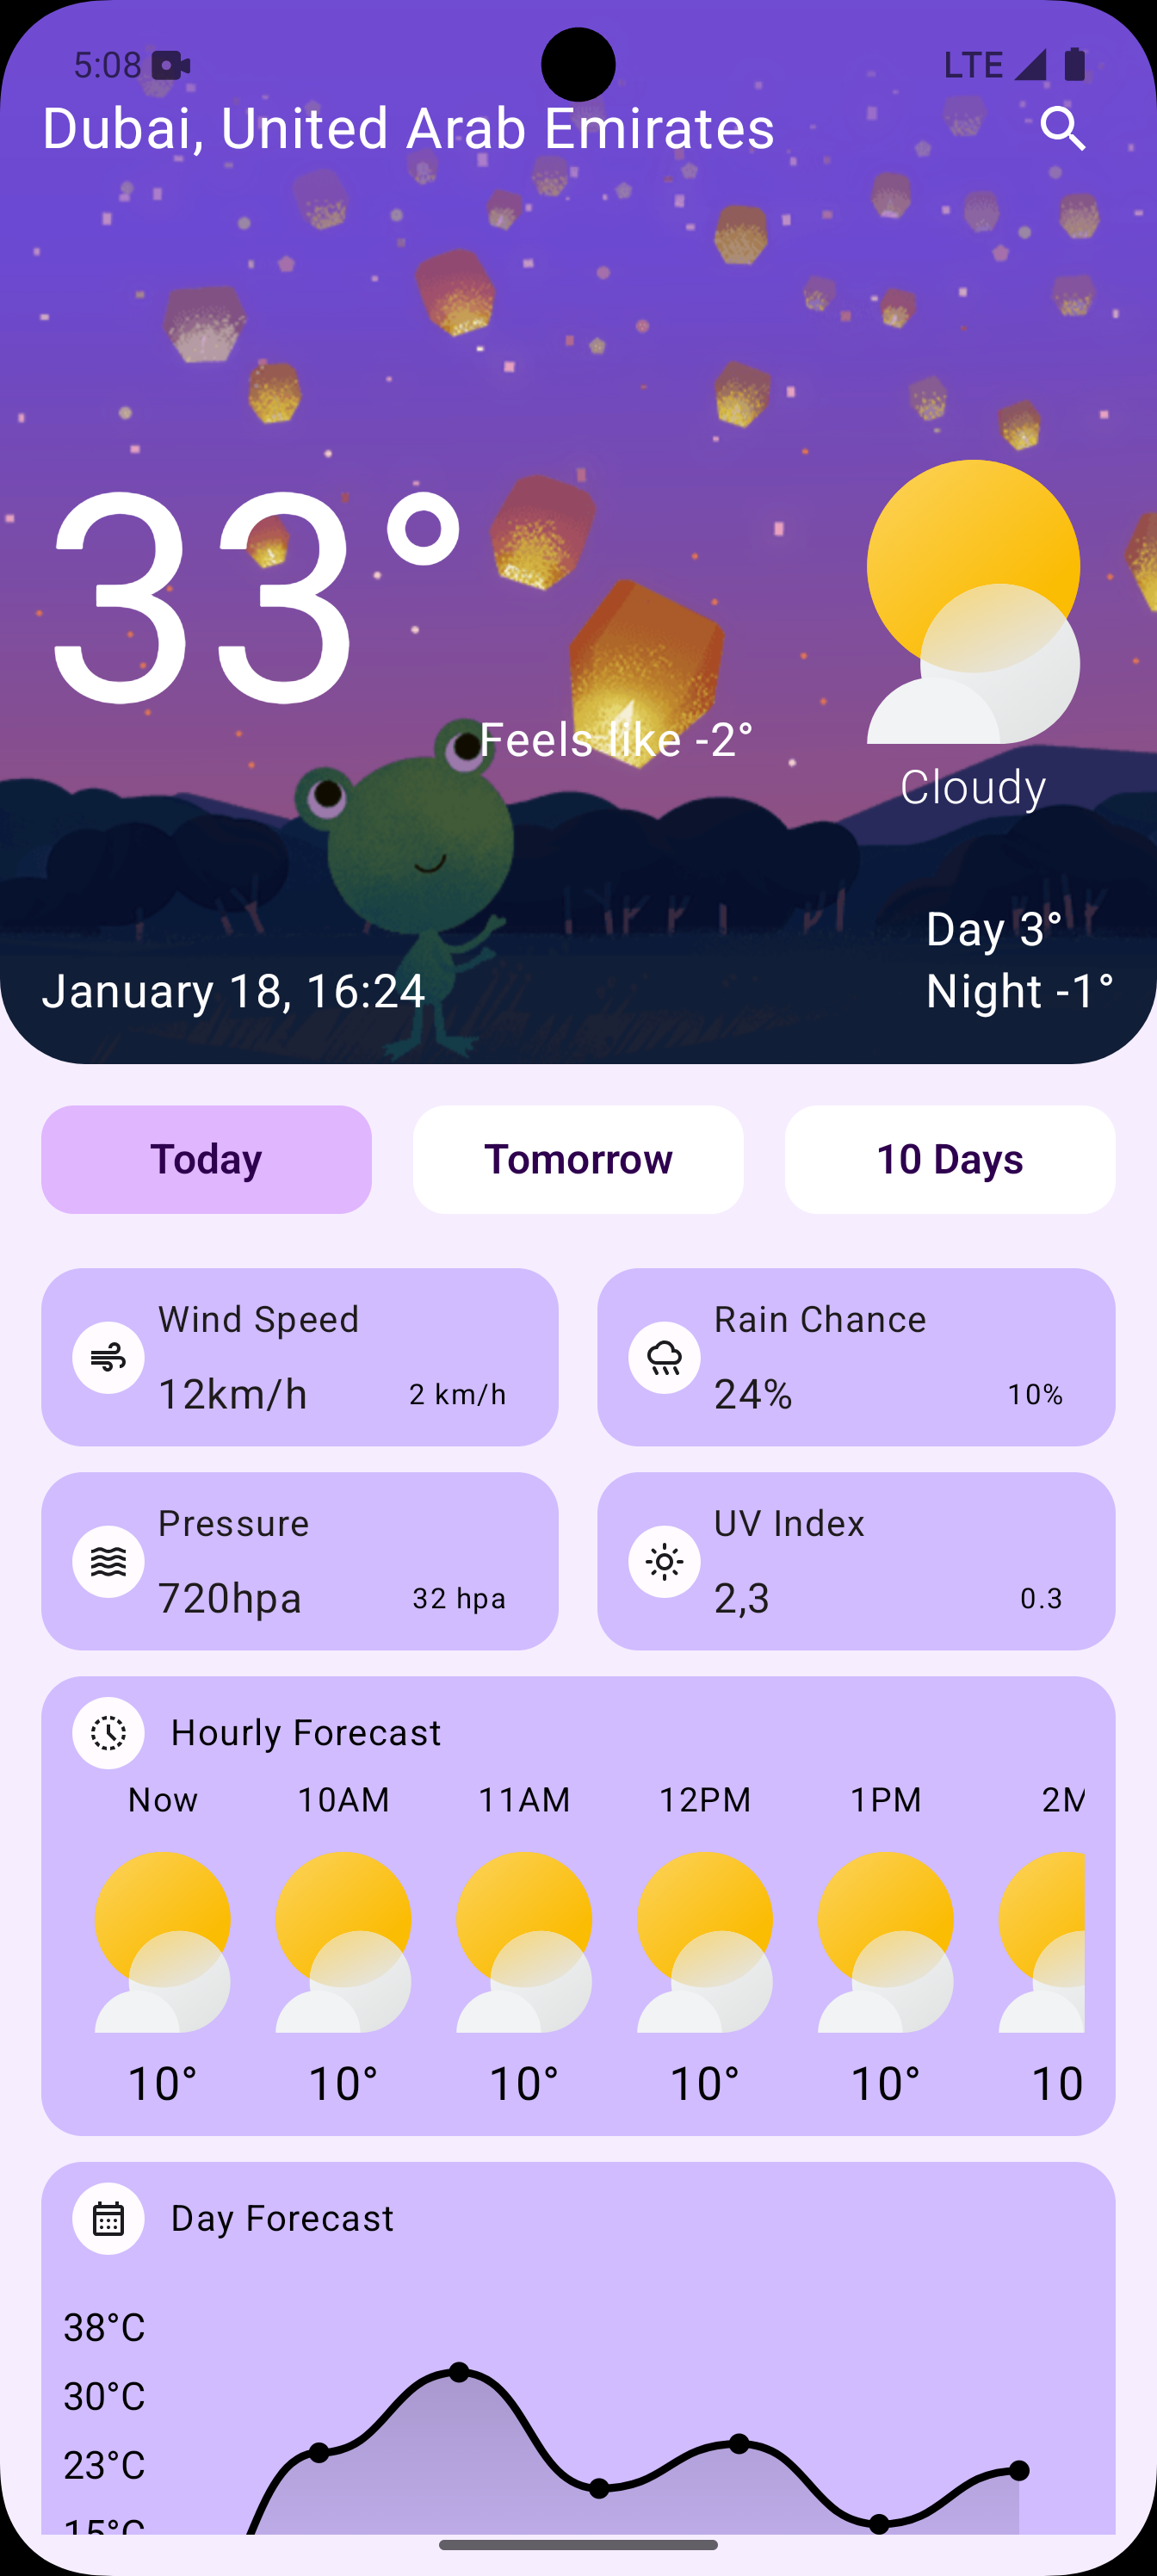 5:08 LTE
Dubai, United Arab Emirates
33°
Feels like -2°
Cloudy
Day 3°
January 18, 16:24 Night -1°
Today Tomorrow 10 Days
Wind Speed Rain Chance
12km/h 2 km/h 24% 10%
Pressure UV Index
720hpa 32 hpa 2,3 0.3
Hourly Forecast
Now 10AM 11AM 12PM 1PM 2M
10° 10° 10° 10° 10° 10
Day Forecast
38°C
30°C
23°C
15°C